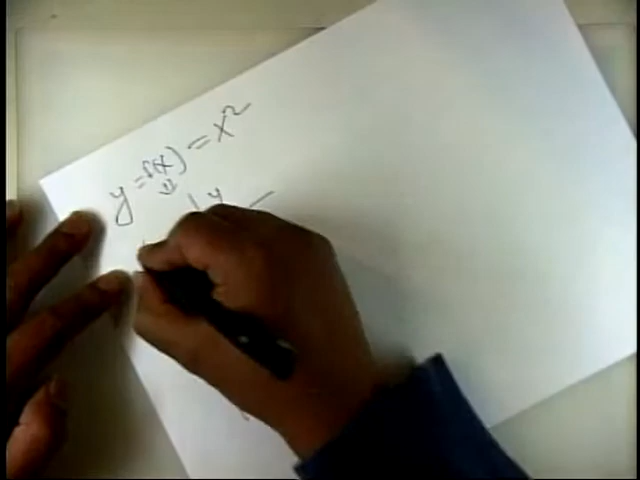 y = f(x) = x²
y